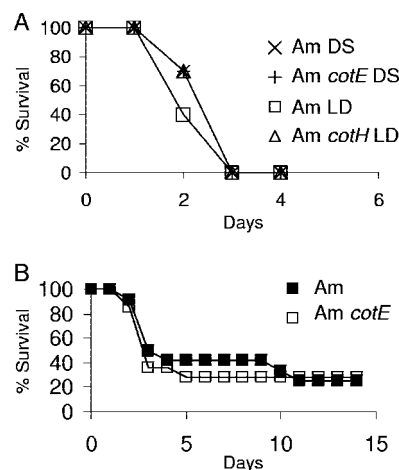 A
% Survival
100
80
60
40
20
0
0 2 4 6
Days
Am DS
Am cotE DS
Am LD
Am cotH LD
B
% Survival
100
80
60
40
20
0
0 5 10 15
Days
Am
Am cotE